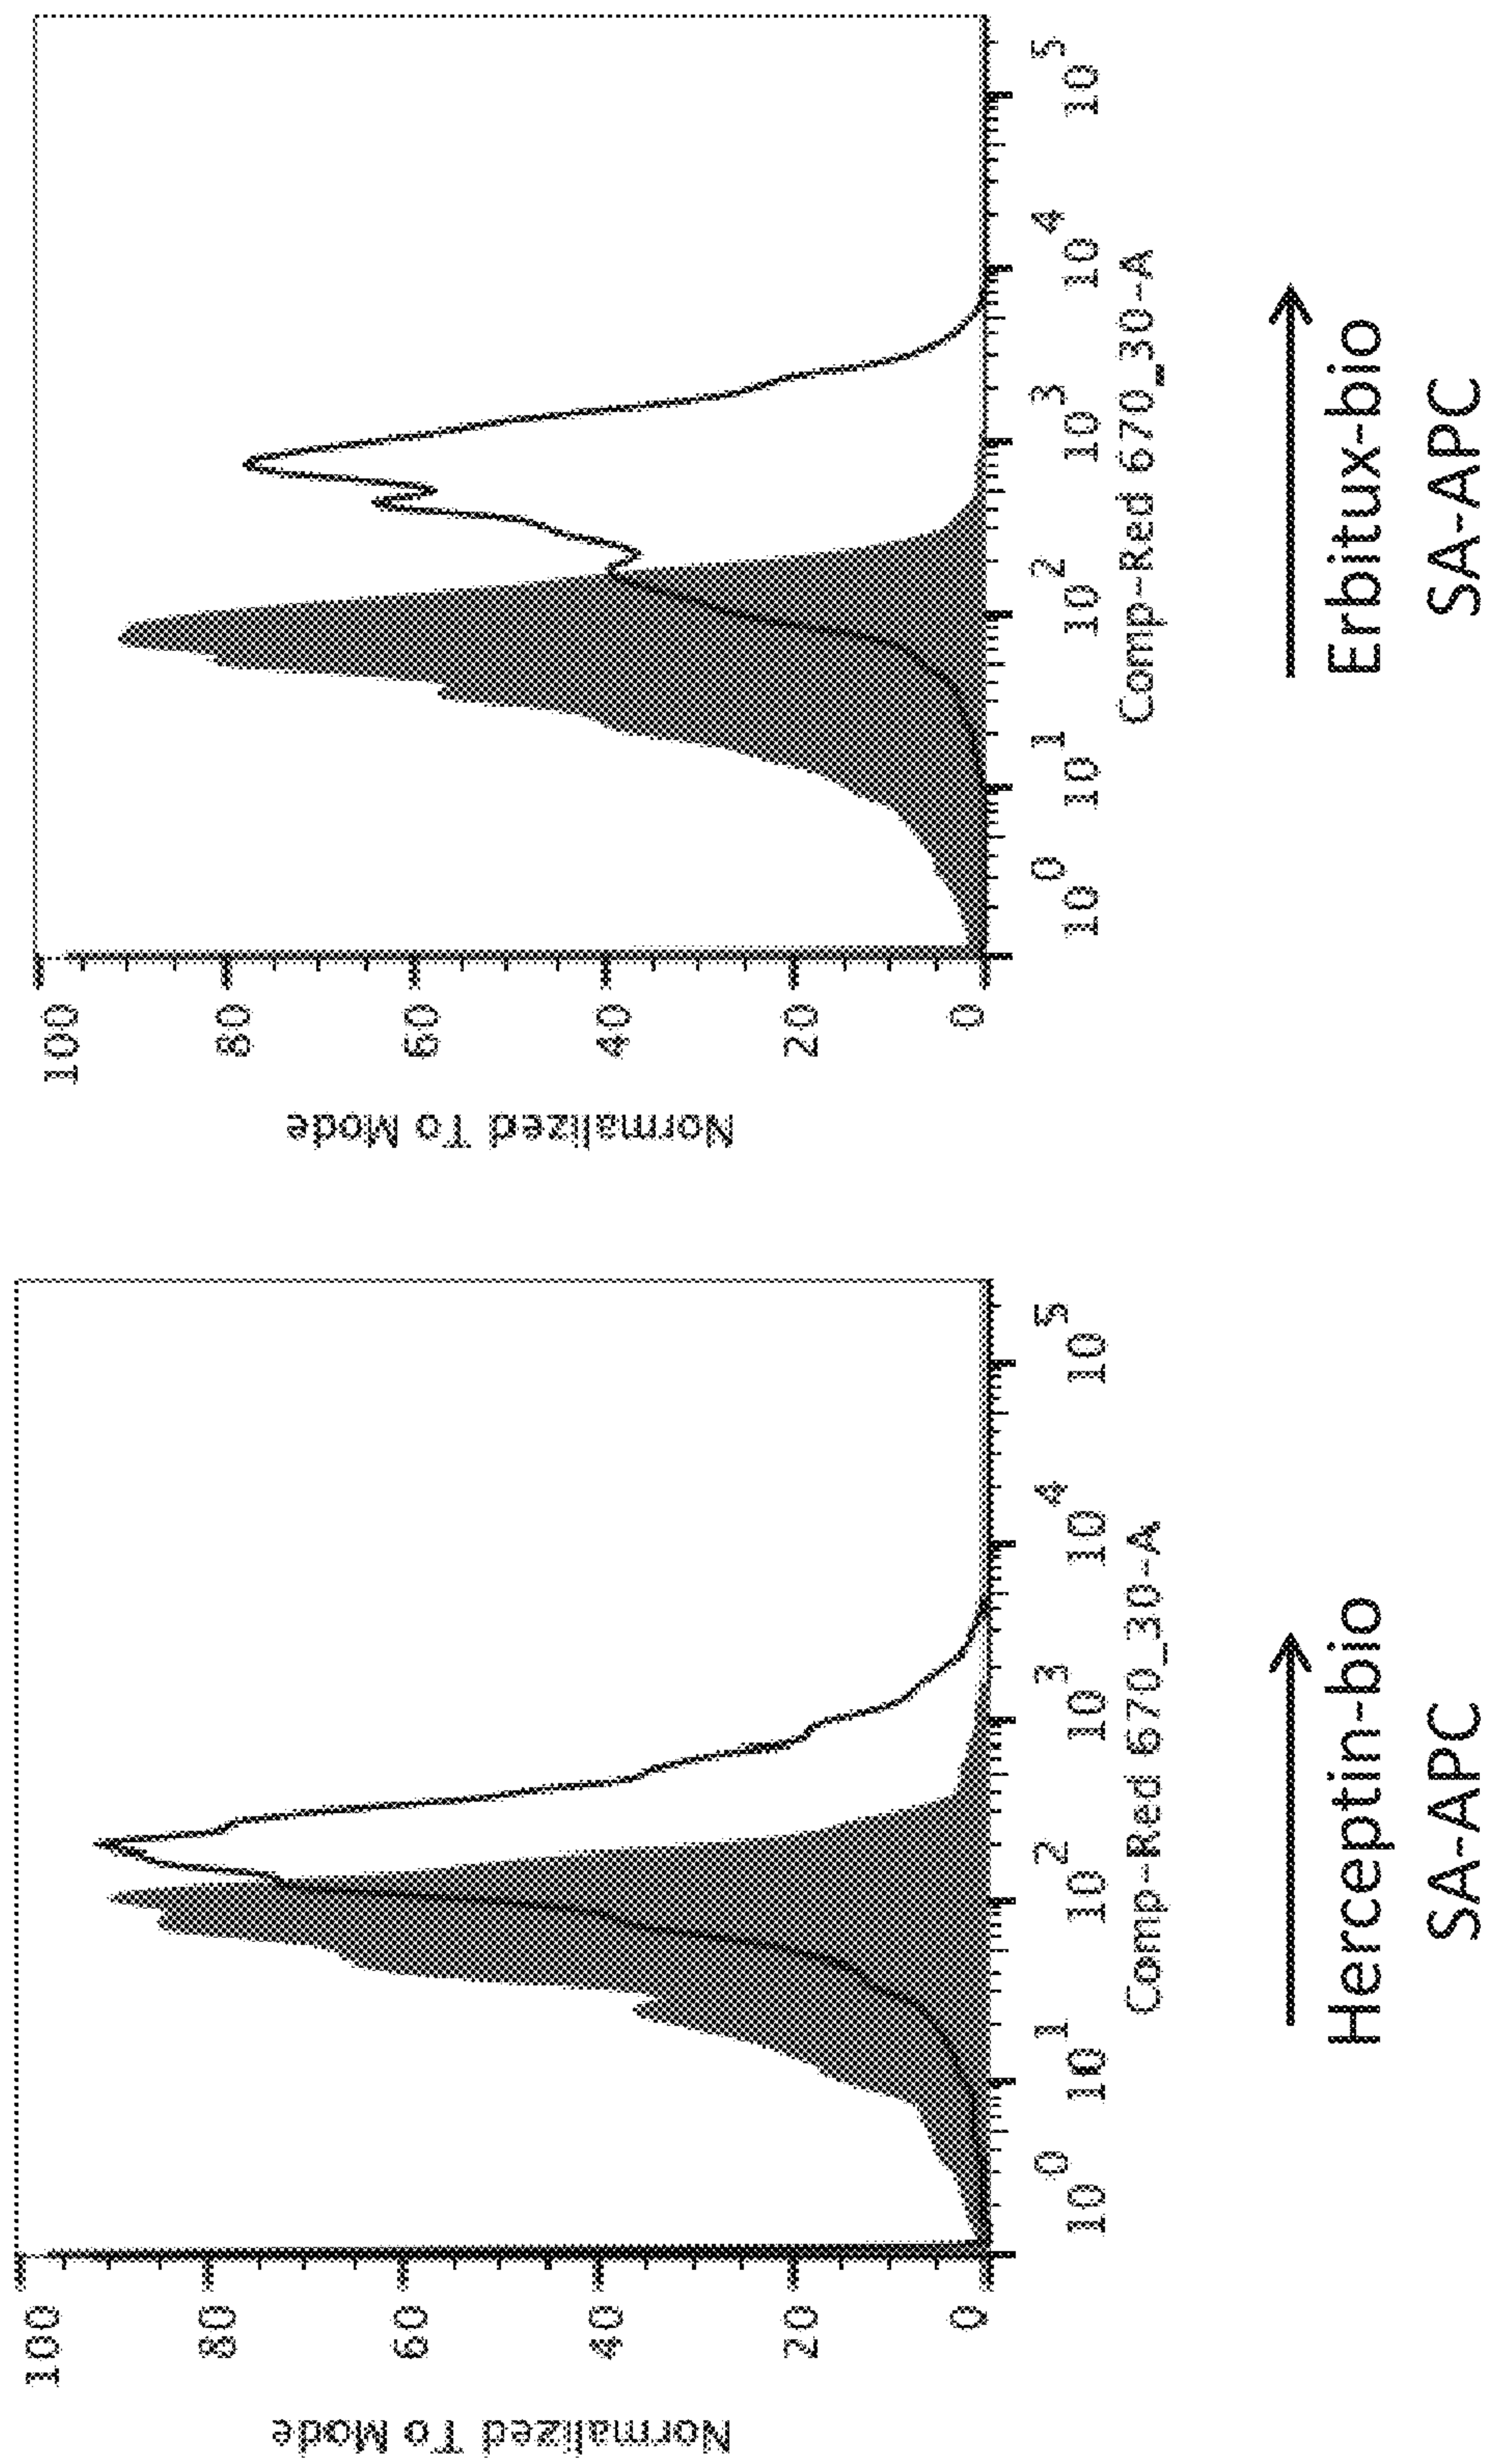 Normalized To Mode
100
80
60
40
20
0
10^0 10^1 10^2 10^3 10^4 10^5
Comp-Red 670_30-A
Herceptin-bio
SA-APC
Normalized To Mode
100
80
60
40
20
0
10^0 10^1 10^2 10^3 10^4 10^5
Comp-Red 670_30-A
Erbitux-bio
SA-APC